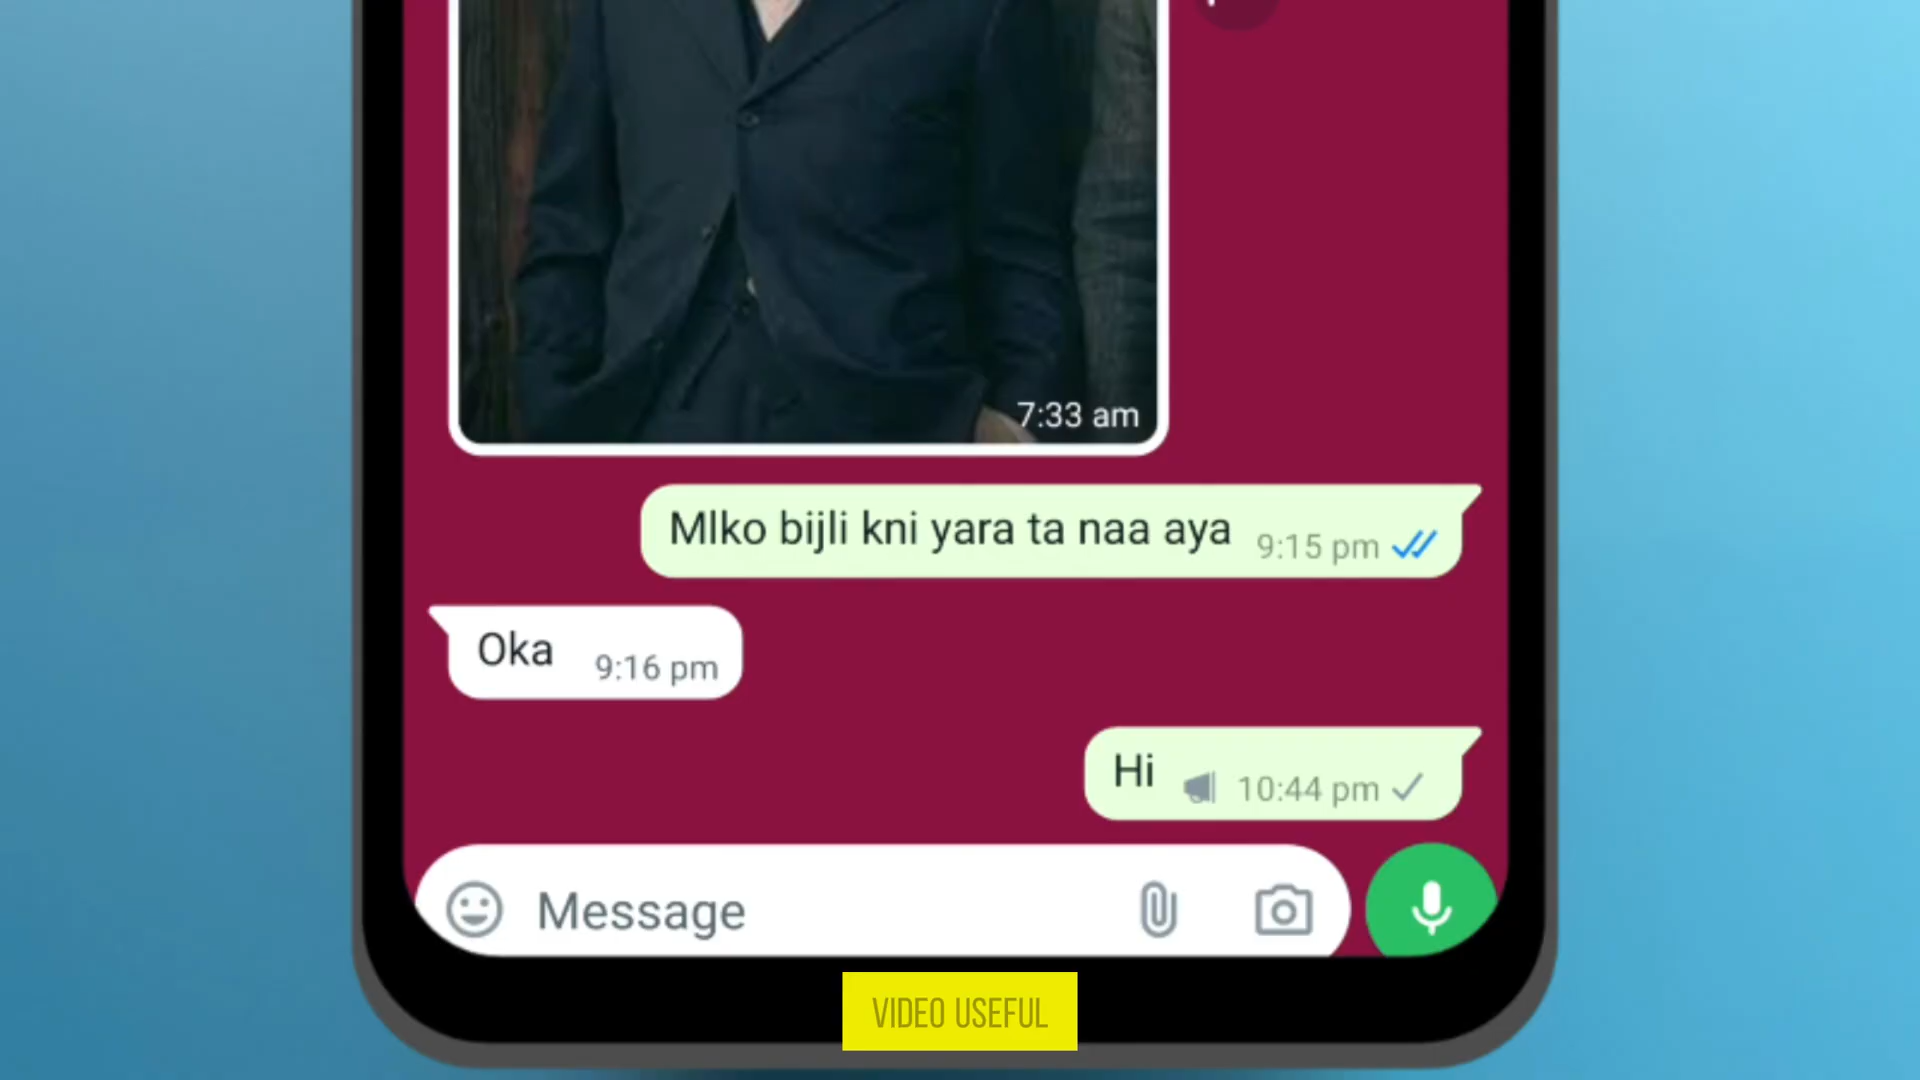 7:33 am
Mlko bijli kni yara ta naa aya 9:15 pm
Oka 9:16 pm
Hi 10:44 pm
Message
VIDEO USEFUL